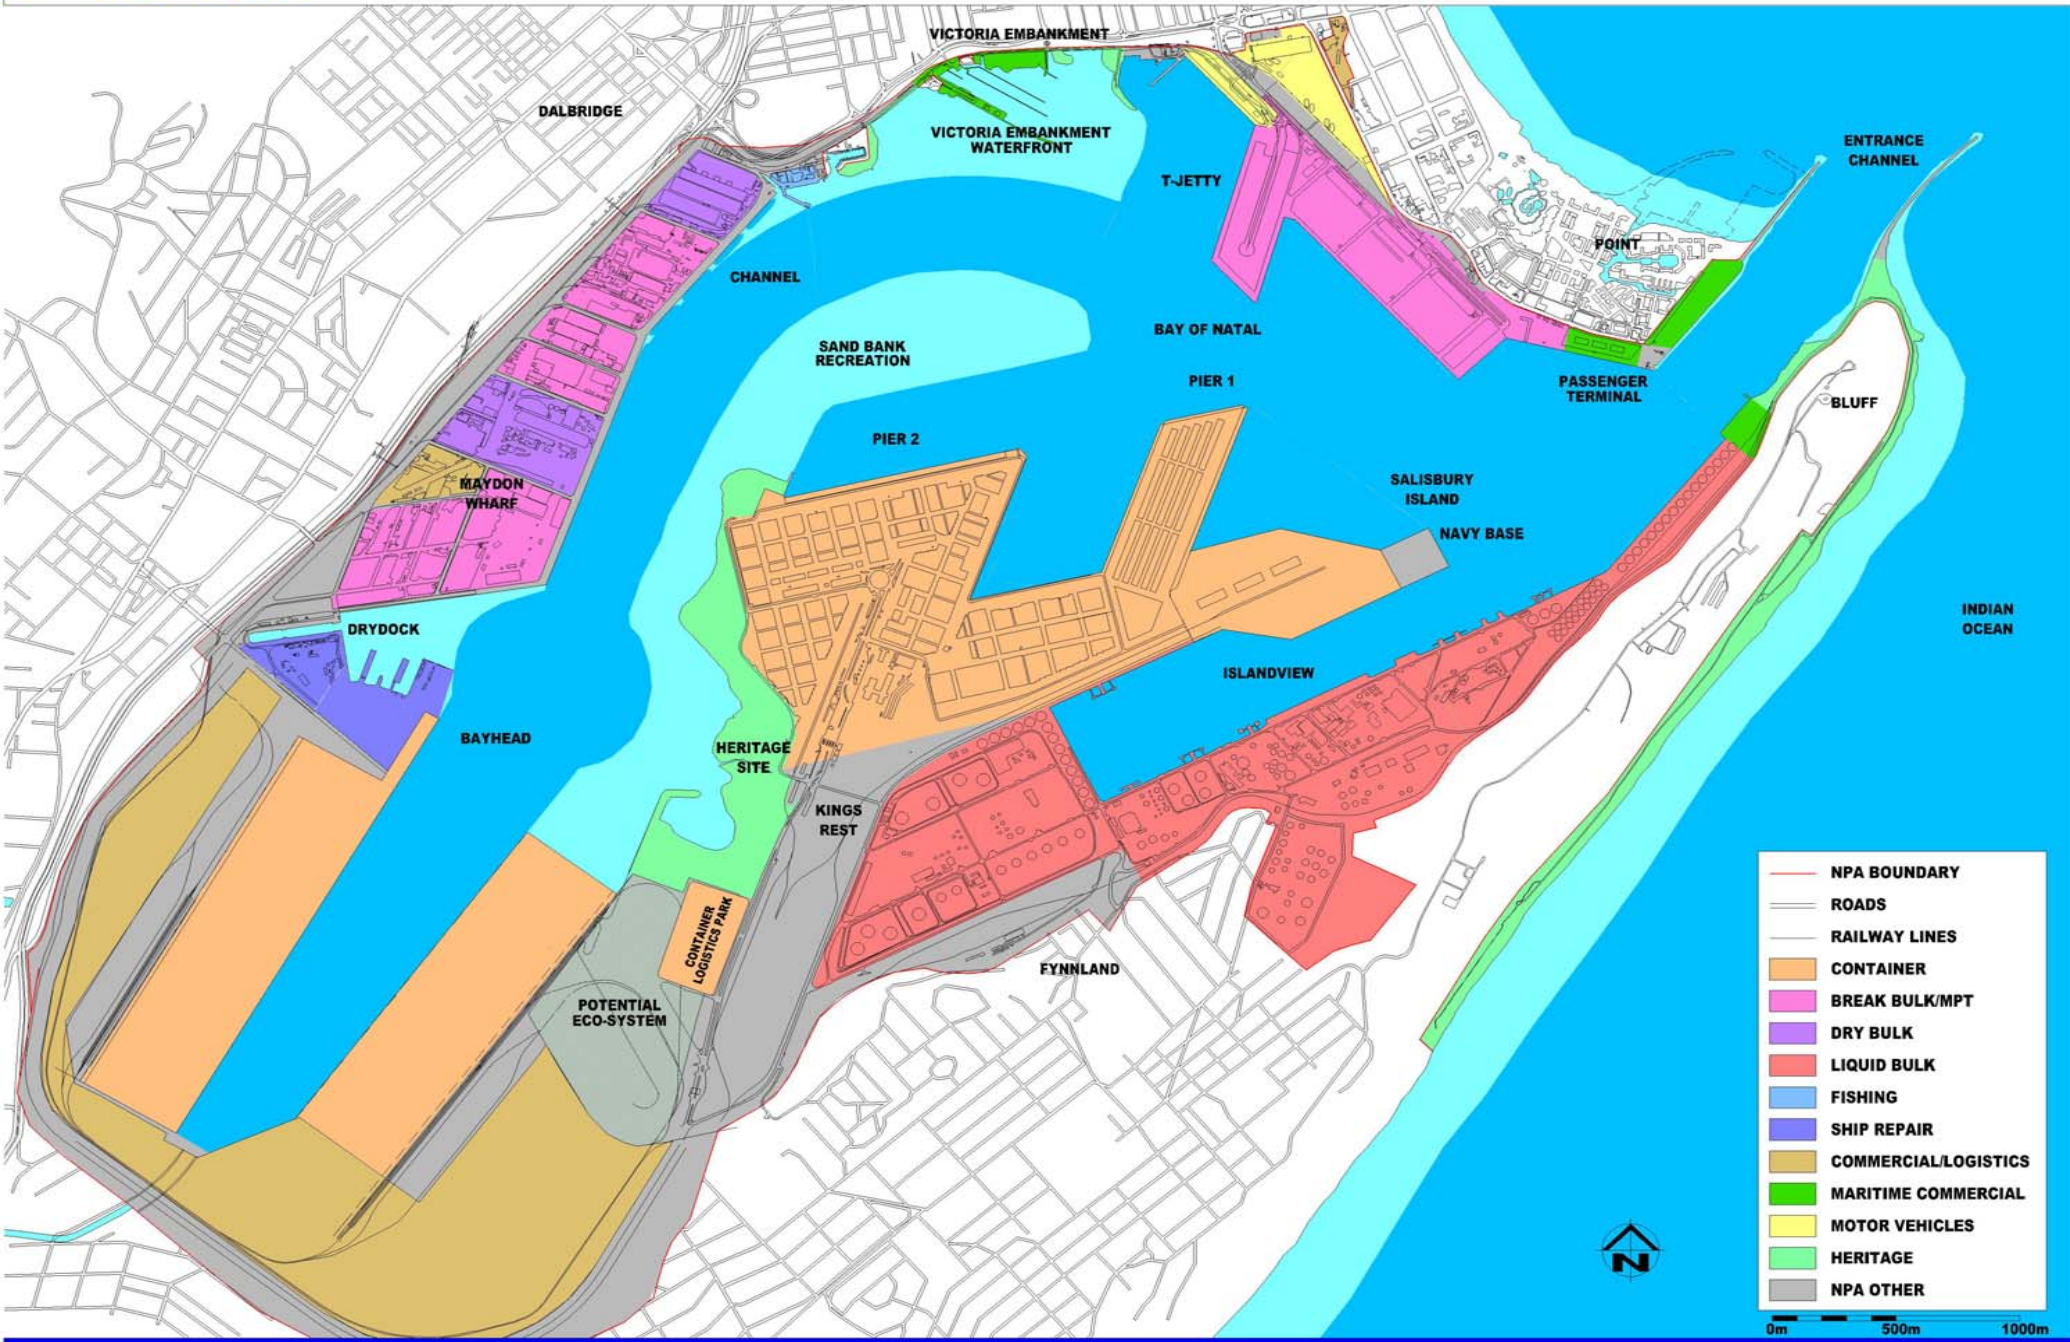 VICTORIA EMBANKMENT
DALBRIDGE
VICTORIA EMBANKMENT
WATERFRONT
ENTRANCE
CHANNEL
T-JETTY
POINT
CHANNEL
BAY OF NATAL
SAND BANK
RECREATION
PIER 1
PASSENGER
TERMINAL
BLUFF
PIER 2
MAYDON
WHARF
SALISBURY
ISLAND
NAVY BASE
INDIAN
OCEAN
DRYDOCK
ISLANDVIEW
BAYHEAD
HERITAGE
SITE
KINGS
REST
CONTAINER
LOGISTICS PARK
FYNNLAND
POTENTIAL
ECO-SYSTEM
NPA BOUNDARY
ROADS
RAILWAY LINES
CONTAINER
BREAK BULK/MPT
DRY BULK
LIQUID BULK
FISHING
SHIP REPAIR
COMMERCIAL/LOGISTICS
MARITIME COMMERCIAL
MOTOR VEHICLES
HERITAGE
NPA OTHER
N
0m 500m 1000m